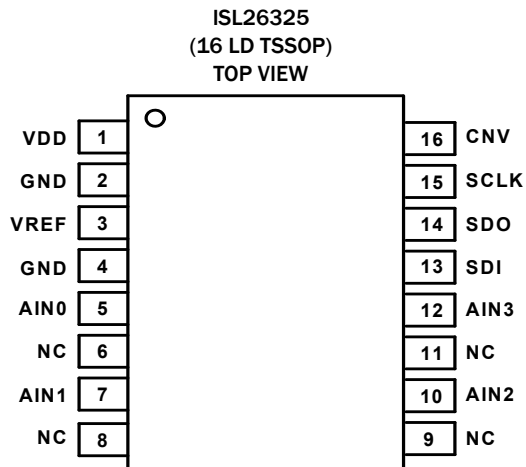 ISL26325
(16 LD TSSOP)
TOP VIEW
VDD 1 16 CNV
GND 2 15 SCLK
VREF 3 14 SDO
GND 4 13 SDI
AIN0 5 12 AIN3
NC 6 11 NC
AIN1 7 10 AIN2
NC 8 9 NC